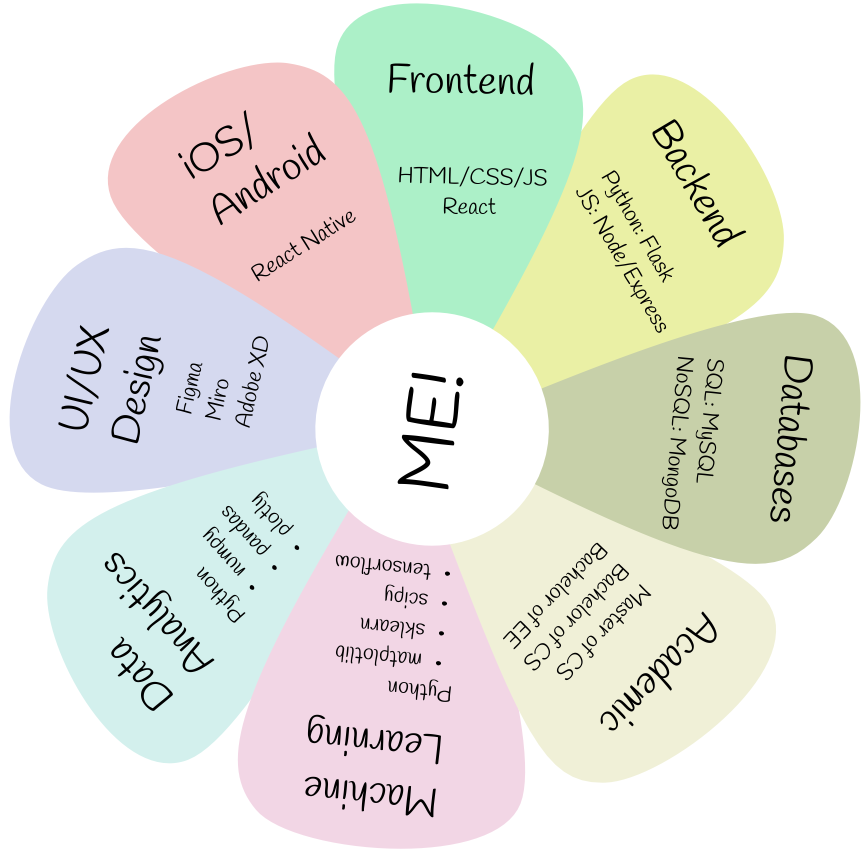 Frontend
HTML/CSS/JS
React
Backend
Python: Flask
JS: Node/Express
Databases
SQL: MySQL
NoSQL: MongoDB
Academic
Master of CS
Bachelor of CS
Bachelor of EE
Machine
Learning
Python
• matplotlib
• sklearn
• scipy
• tensorflow
Data
Analytics
Python
• numpy
• pandas
• plotly
UI/UX
Design
Figma
Miro
Adobe XD
iOS/
Android
React Native
ME!